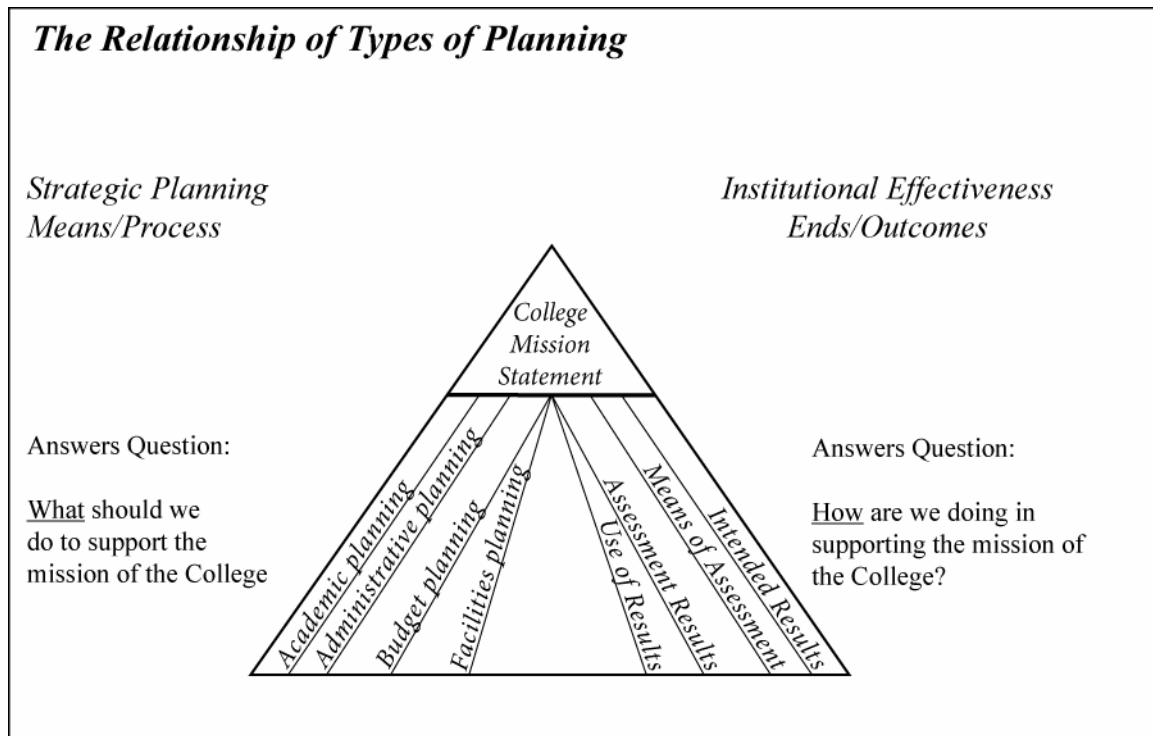 The Relationship of Types of Planning
Strategic Planning
Means/Process
Institutional Effectiveness
Ends/Outcomes
College
Mission
Statement
Answers Question:
What should we
do to support the
mission of the College
Academic planning
Administrative planning
Budget planning
Facilities planning
Use of Results
Assessment Results
Means of Assessment
Intended Results
Answers Question:
How are we doing in
supporting the mission of
the College?